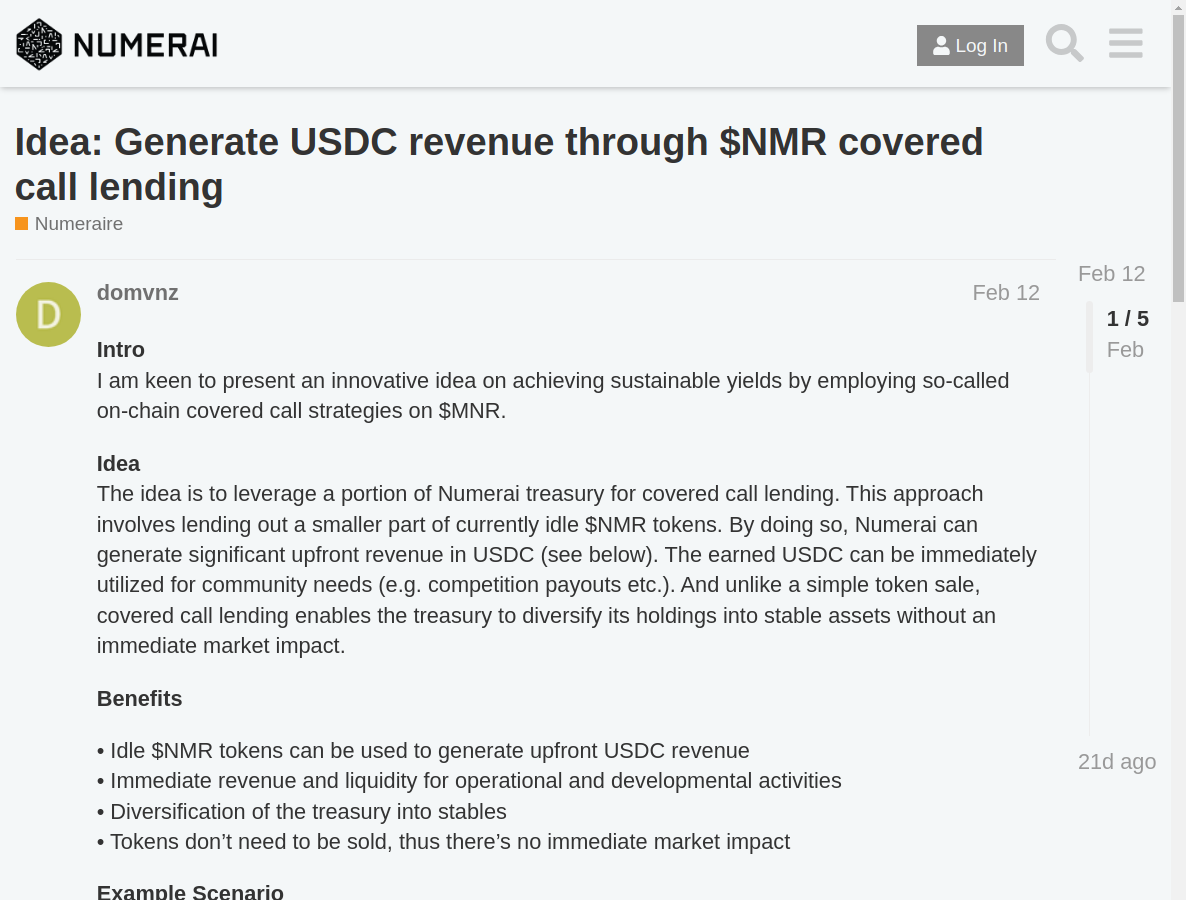 NUMERAI
Log In
Idea: Generate USDC revenue through $NMR covered
call lending
Numeraire
D
domvnz
Feb 12
Intro
I am keen to present an innovative idea on achieving sustainable yields by employing so-called
on-chain covered call strategies on $MNR.
Idea
The idea is to leverage a portion of Numerai treasury for covered call lending. This approach
involves lending out a smaller part of currently idle $NMR tokens. By doing so, Numerai can
generate significant upfront revenue in USDC (see below). The earned USDC can be immediately
utilized for community needs (e.g. competition payouts etc.). And unlike a simple token sale,
covered call lending enables the treasury to diversify its holdings into stable assets without an
immediate market impact.
Benefits
• Idle $NMR tokens can be used to generate upfront USDC revenue
• Immediate revenue and liquidity for operational and developmental activities
• Diversification of the treasury into stables
• Tokens don’t need to be sold, thus there’s no immediate market impact
Example Scenario
Feb 12
1 / 5
Feb
21d ago